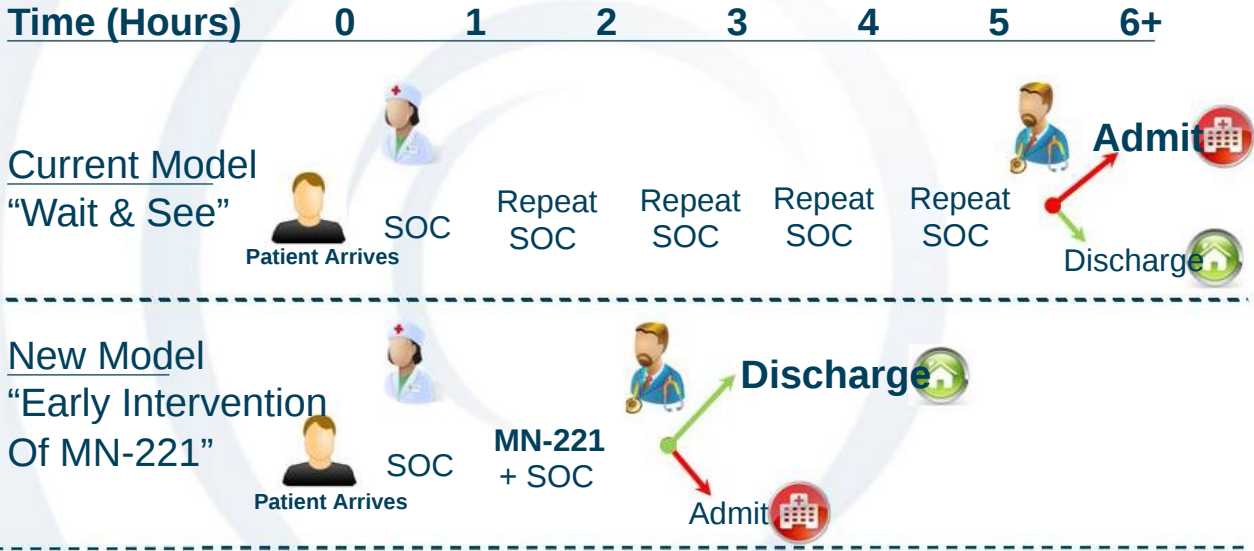 Time (Hours) 0 1 2 3 4 5 6+
Current Model
“Wait & See”
Patient Arrives
SOC
Repeat
SOC
Repeat
SOC
Repeat
SOC
Repeat
SOC
Admit
Discharge
New Model
“Early Intervention
Of MN-221”
Patient Arrives
SOC
MN-221
+ SOC
Discharge
Admit